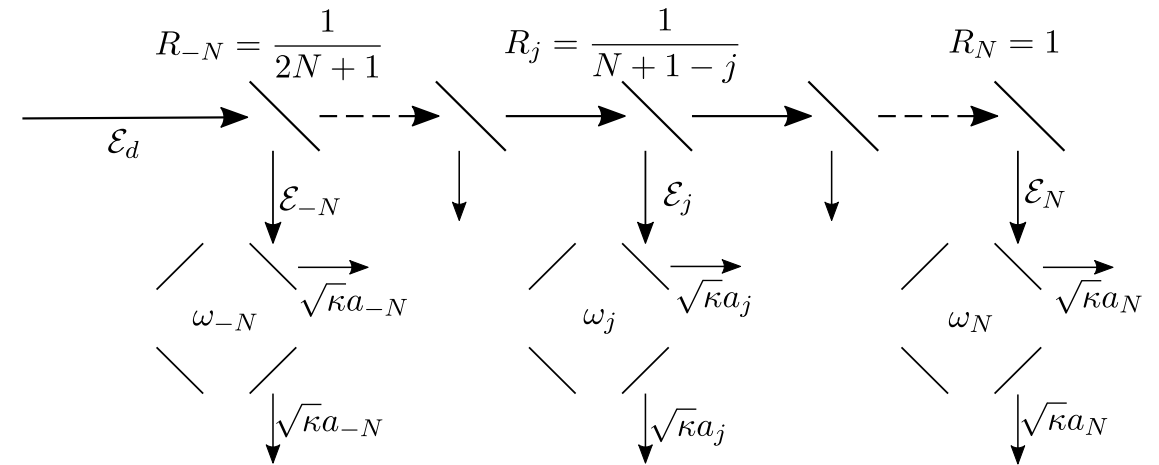 R_{-N} = \frac{1}{2N+1} R_j = \frac{1}{N+1-j} R_N = 1
\mathcal{E}_d
\mathcal{E}_{-N} \mathcal{E}_j \mathcal{E}_N
\sqrt{\kappa}a_{-N} \sqrt{\kappa}a_j \sqrt{\kappa}a_N
\omega_{-N} \omega_j \omega_N
\sqrt{\kappa}a_{-N} \sqrt{\kappa}a_j \sqrt{\kappa}a_N